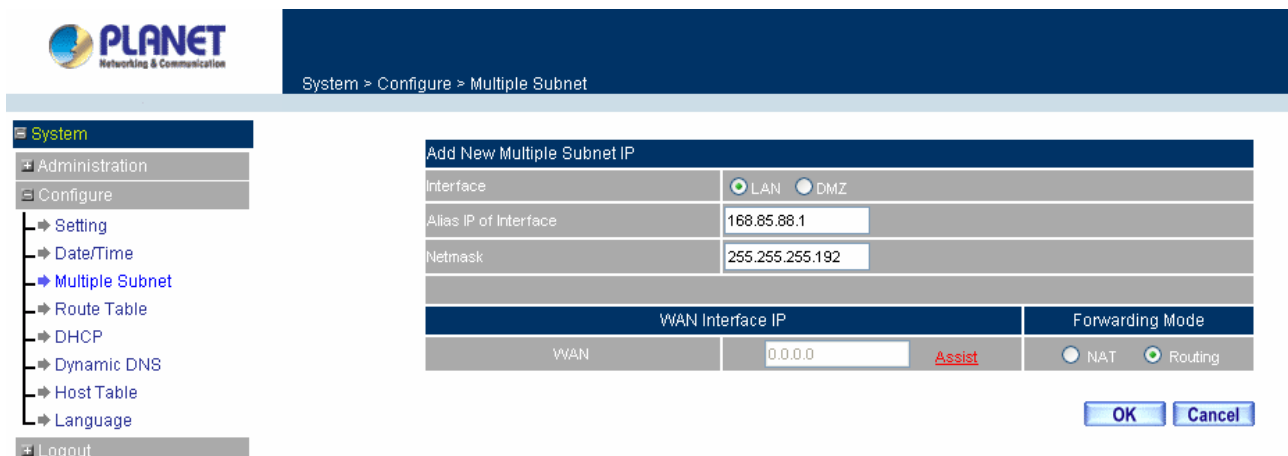 PLANET
Networking & Communication
System > Configure > Multiple Subnet
System
Administration
Configure
Setting
Date/Time
Multiple Subnet
Route Table
DHCP
Dynamic DNS
Host Table
Language
Logout
Add New Multiple Subnet IP
Interface LAN DMZ
Alias IP of Interface 168.85.88.1
Netmask 255.255.255.192
WAN Interface IP Forwarding Mode
WAN 0.0.0.0 Assist NAT Routing
OK Cancel